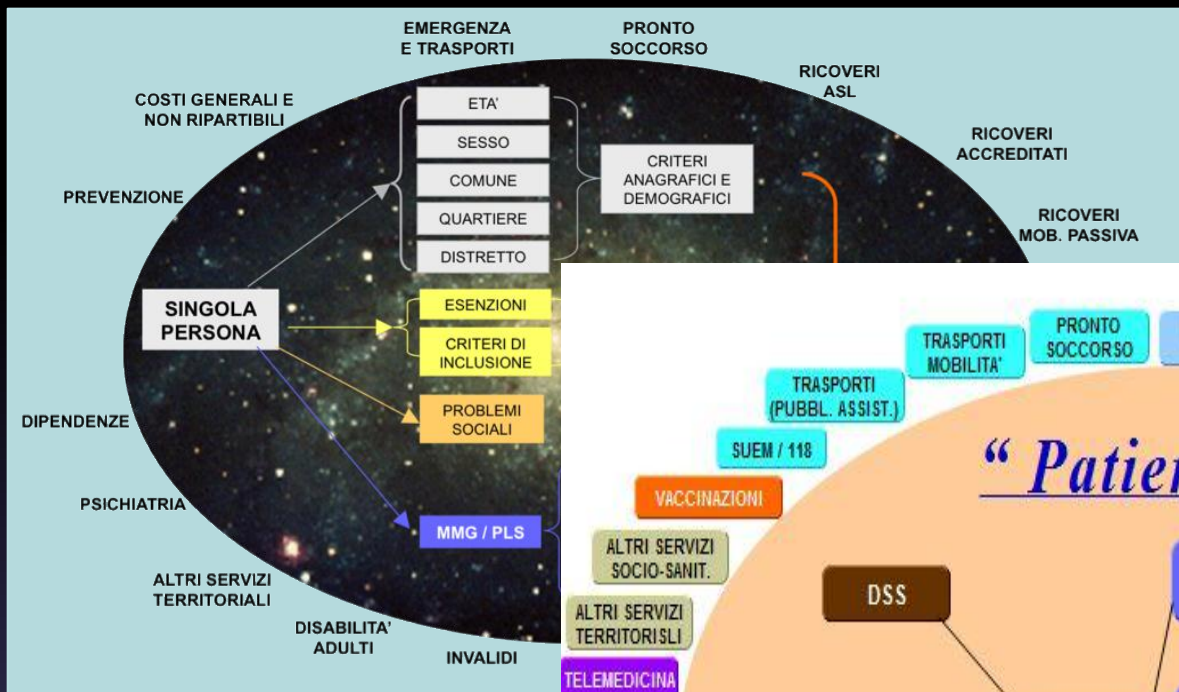 EMERGENZA
E TRASPORTI
PRONTO
SOCCORSO
RICOVERI
ASL
COSTI GENERALI E
NON RIPARTIBILI
RICOVERI
ACCREDITATI
PREVENZIONE
RICOVERI
MOB. PASSIVA
ETA'
SESSO
COMUNE
QUARTIERE
DISTRETTO
CRITERI
ANAGRAFICI E
DEMOGRAFICI
SINGOLA
PERSONA
ESENZIONI
CRITERI DI
INCLUSIONE
PROBLEMI
SOCIALI
MMG / PLS
DIPENDENZE
PSICHIATRIA
ALTRI SERVIZI
TERRITORIALI
DISABILITA'
ADULTI
INVALIDI
PRONTO
SOCCORSO
TRASPORTI
MOBILITA'
TRASPORTI
(PUBBL. ASSIST.)
SUEM / 118
VACCINAZIONI
ALTRI SERVIZI
SOCIO-SANIT.
ALTRI SERVIZI
TERRITORISLI
TELEMEDICINA
DSS